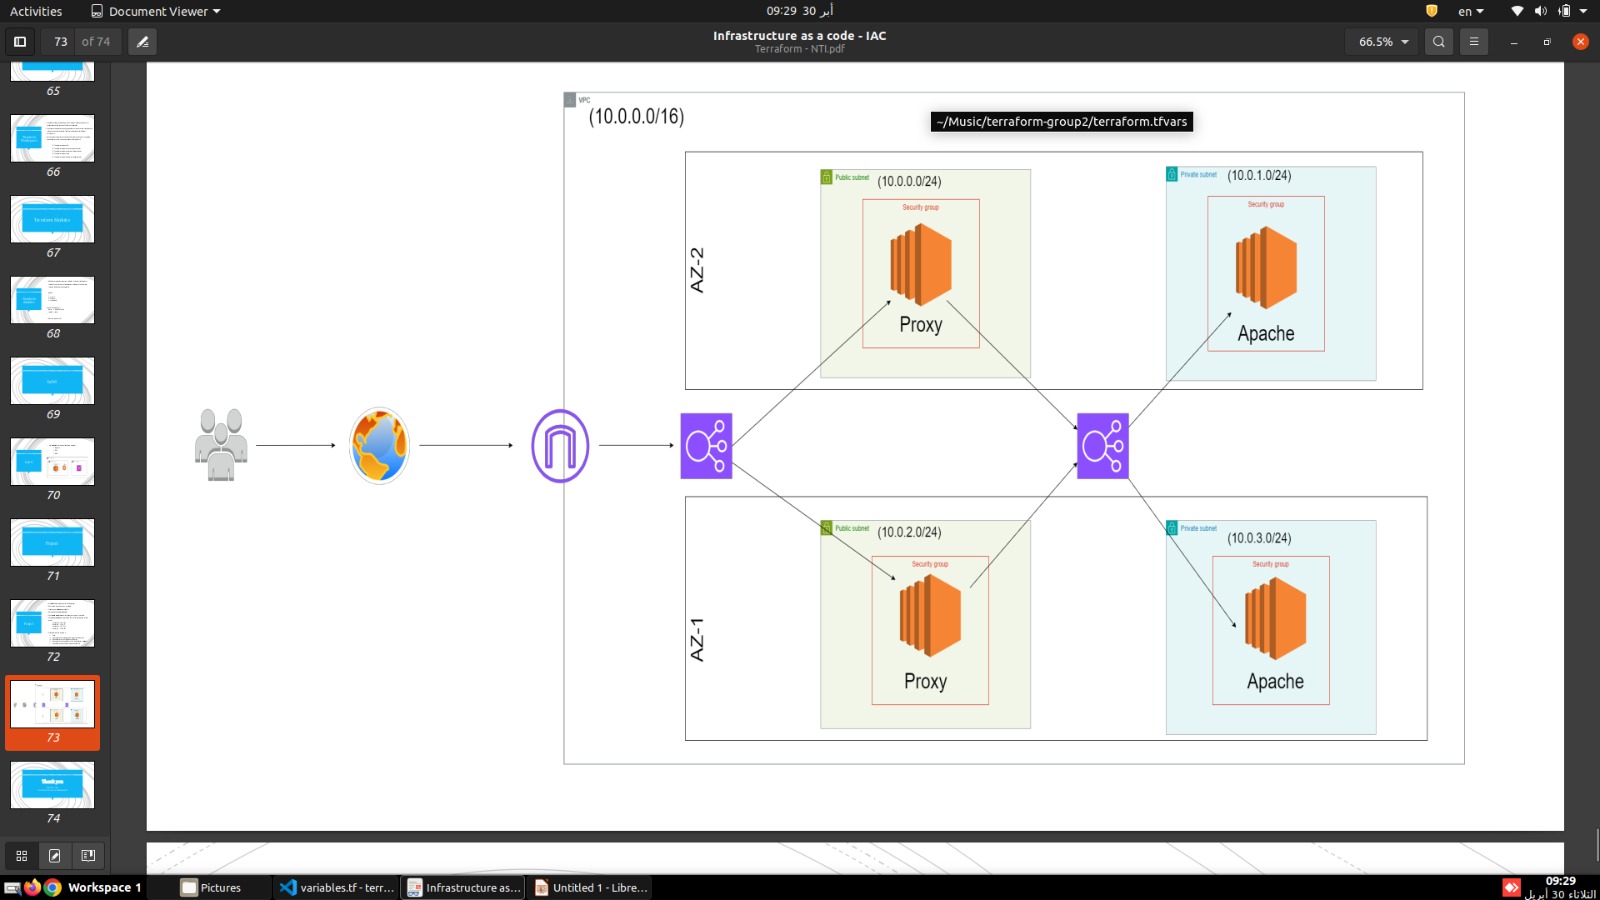 Activities
Document Viewer
09:29 30 أبر
en
73
of 74
Infrastructure as a code - IAC
Terraform - NTI.pdf
66.5%
65
66
67
68
69
70
71
72
73
74
VPC
(10.0.0.0/16)
~/Music/terraform-group2/terraform.tfvars
AZ-2
Public subnet
(10.0.0.0/24)
Security group
Proxy
Private subnet
(10.0.1.0/24)
Security group
Apache
AZ-1
Public subnet
(10.0.2.0/24)
Security group
Proxy
Private subnet
(10.0.3.0/24)
Security group
Apache
Workspace 1
Pictures
variables.tf - terr...
Infrastructure as...
Untitled 1 - Libre...
09:29
الثلاثاء 30 أبريل